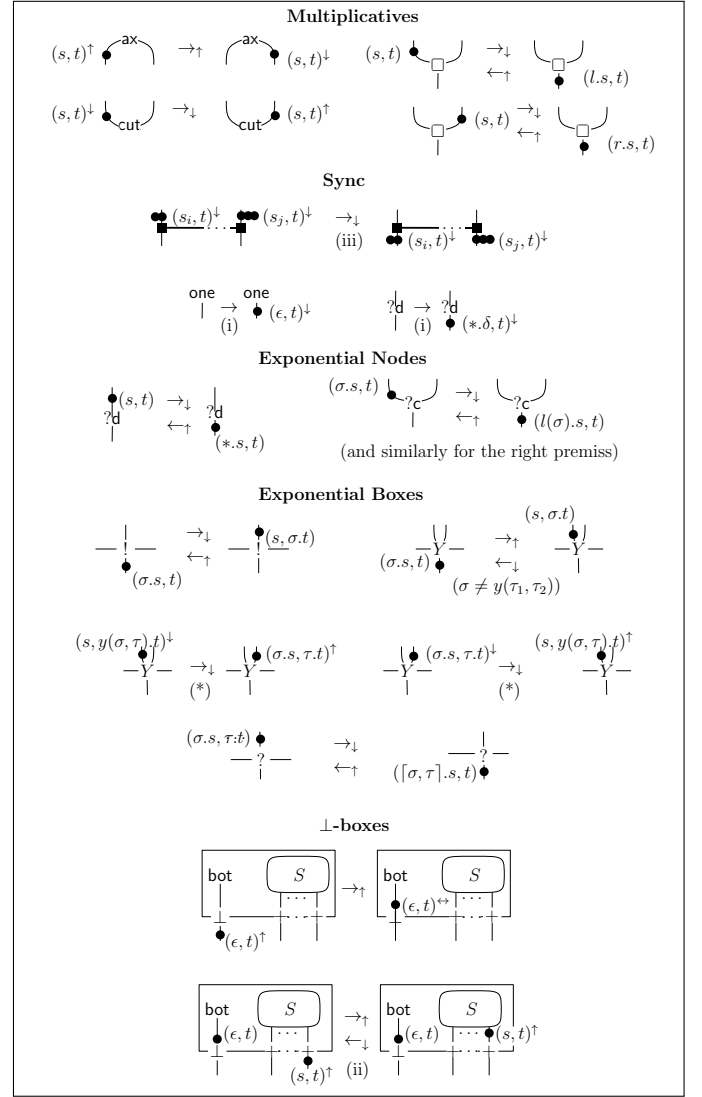 Multiplicatives
(s, t)↑ ax →↑ ax (s, t)↓ (s, t) □ →↓ ←↑ □ (l.s, t)
(s, t)↓ cut →↓ cut (s, t)↑ □ (s, t) →↓ ←↑ □ (r.s, t)
Sync
(s_i, t)↓ ··· (s_j, t)↓ →↓ (iii) (s_i, t)↓ ··· (s_j, t)↓
one → (i) one (ϵ, t)↓ ?d → (i) ?d (*.δ, t)↓
Exponential Nodes
(s, t) ?d →↓ ←↑ ?d (*.s, t) (σ.s, t) ?c →↓ ←↑ ?c (l(σ).s, t)
(and similarly for the right premiss)
Exponential Boxes
! (σ.s, t) →↓ ←↑ ! (s, σ.t) Y (σ.s, t) →↑ ←↓ (σ ≠ y(τ₁, τ₂)) Y (s, σ.t)
(s, y(σ, τ).t)↓ Y →↓ (*) Y (σ.s, τ.t)↑ Y (σ.s, τ.t)↓ →↓ (*) (s, y(σ, τ).t)↑ Y
(σ.s, τ.t) ? →↓ ←↑ ? (⌈σ, τ⌉.s, t)
⊥-boxes
bot S ··· ⊥ (ϵ, t)↑ →↑ bot S ··· ⊥ (ϵ, t)↔
bot S (ϵ, t) ··· ⊥ (s, t)↑ →↑ ←↓ (ii) bot S (ϵ, t) ··· ⊥ (s, t)↑